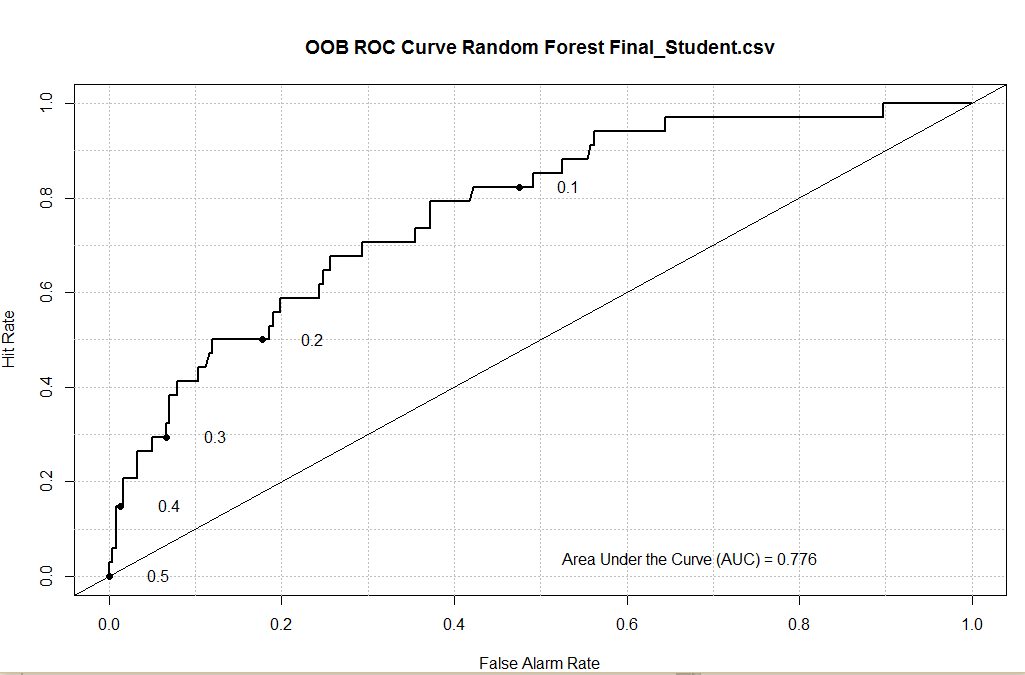 OOB ROC Curve Random Forest Final_Student.csv
Hit Rate
1.0
0.8
0.6
0.4
0.2
0.0
0.1
0.2
0.3
0.4
0.5
Area Under the Curve (AUC) = 0.776
0.0 0.2 0.4 0.6 0.8 1.0
False Alarm Rate